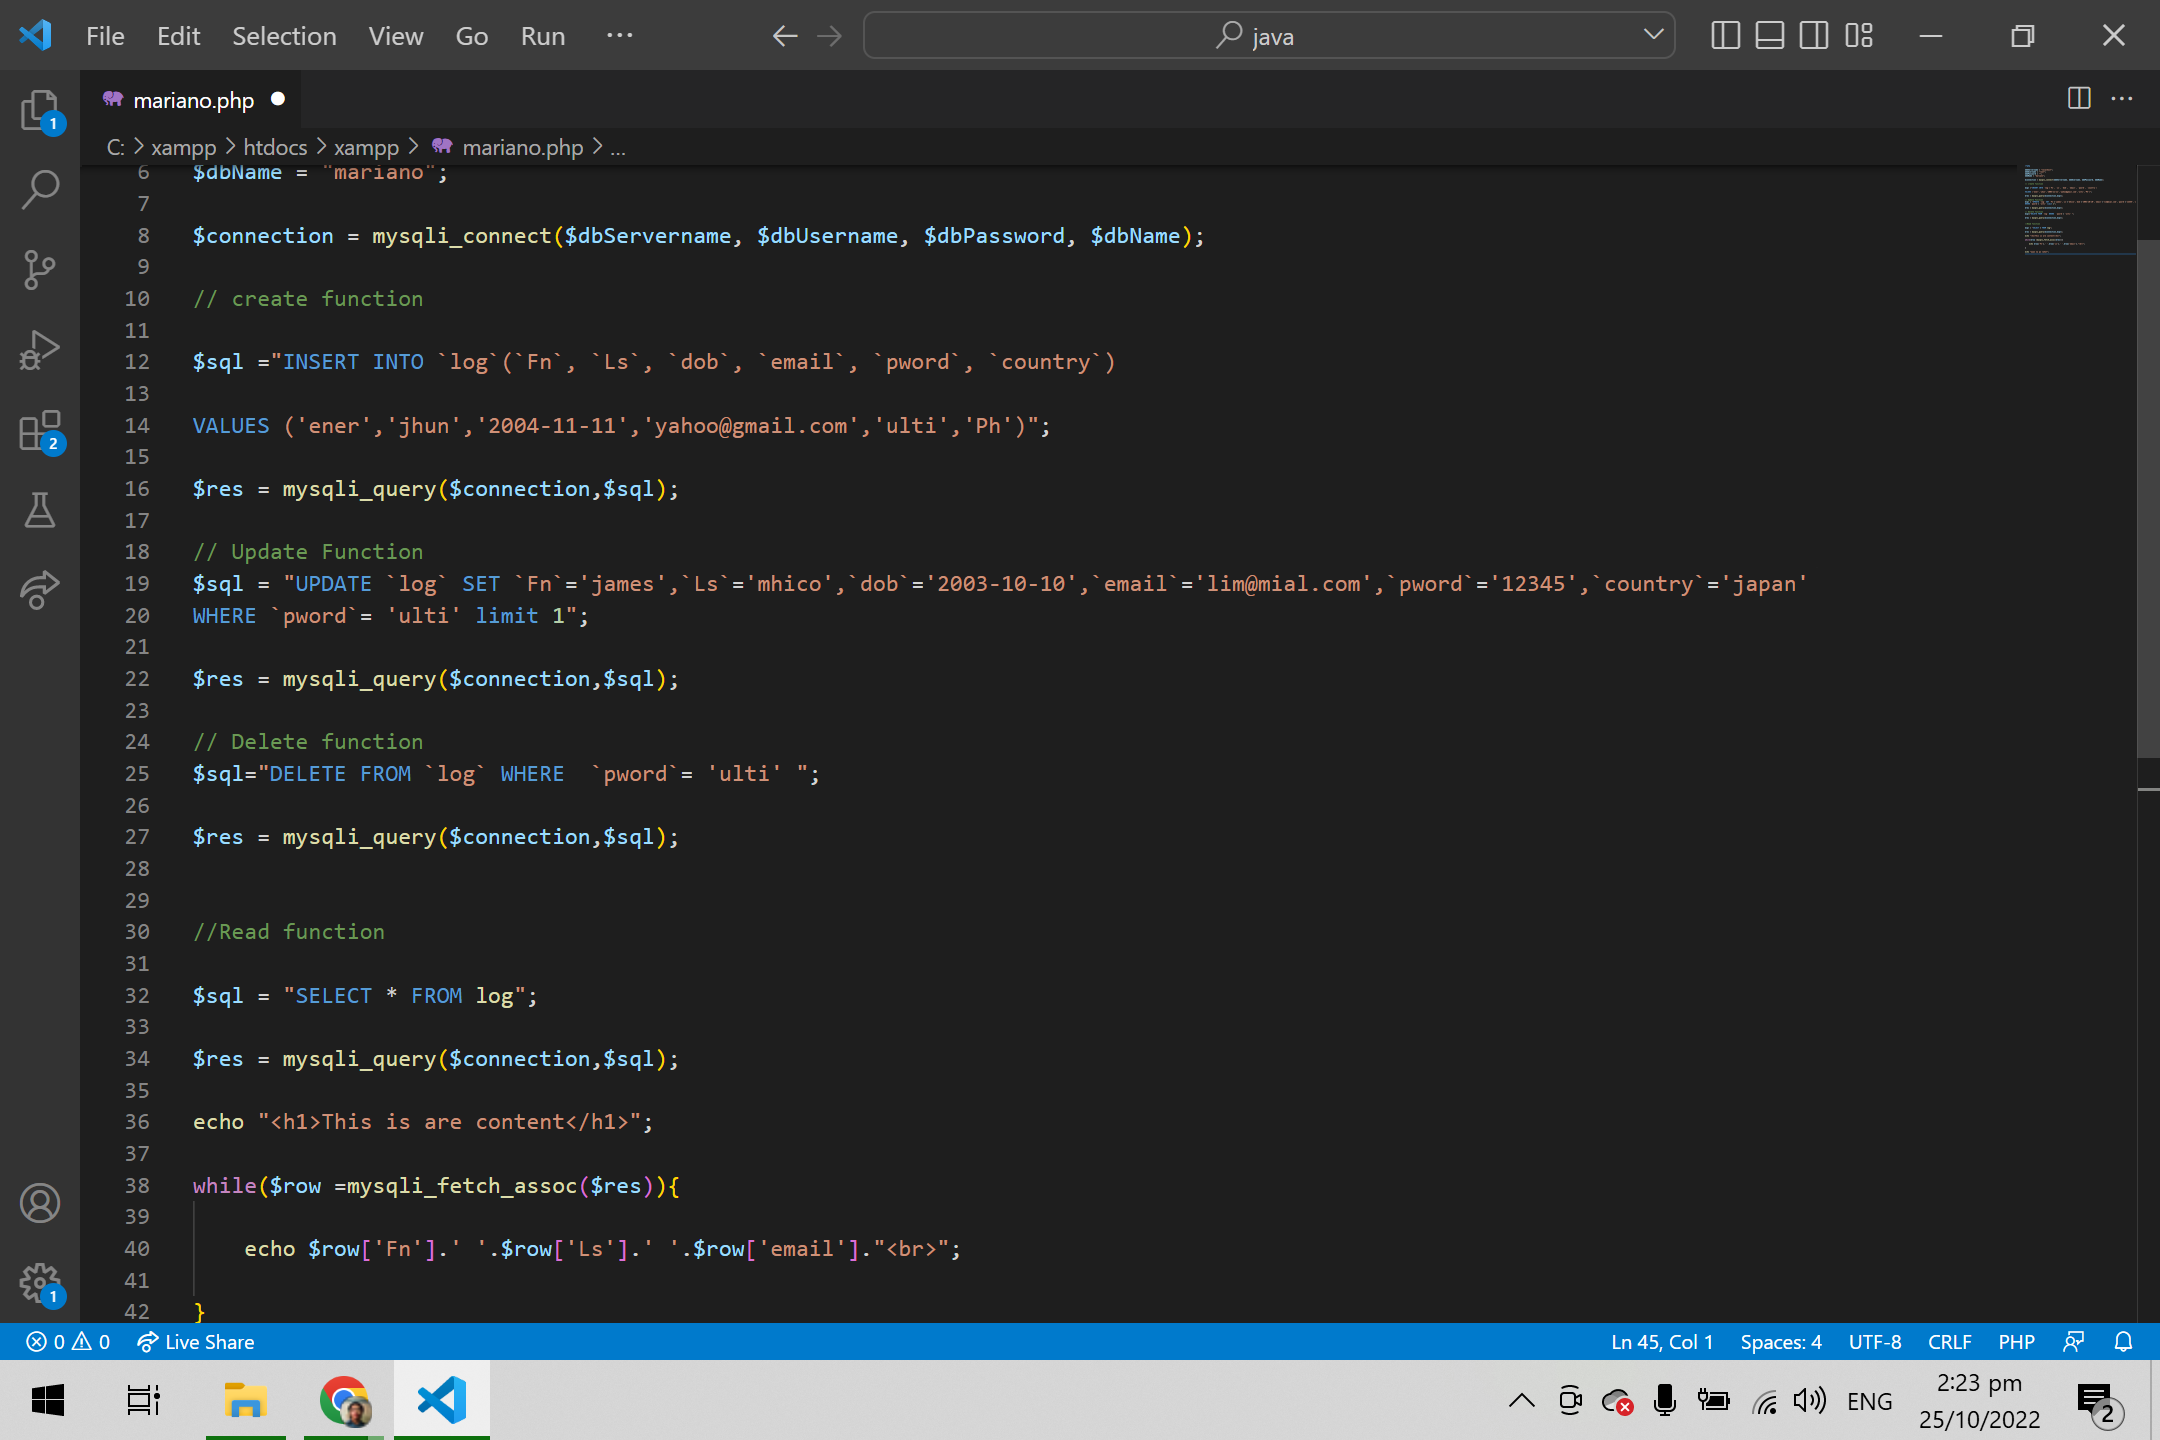 File Edit Selection View Go Run ··· java
mariano.php
C: > xampp > htdocs > xampp > mariano.php > ...
6 $dbName = "mariano";
7
8 $connection = mysqli_connect($dbServername, $dbUsername, $dbPassword, $dbName);
9
10 // create function
11
12 $sql ="INSERT INTO `log`(`Fn`, `Ls`, `dob`, `email`, `pword`, `country`)
13
14 VALUES ('ener','jhun','2004-11-11','yahoo@gmail.com','ulti','Ph')";
15
16 $res = mysqli_query($connection,$sql);
17
18 // Update Function
19 $sql = "UPDATE `log` SET `Fn`='james',`Ls`='mhico',`dob`='2003-10-10',`email`='lim@mial.com',`pword`='12345',`country`='japan'
20 WHERE `pword`= 'ulti' limit 1";
21
22 $res = mysqli_query($connection,$sql);
23
24 // Delete function
25 $sql="DELETE FROM `log` WHERE  `pword`= 'ulti' ";
26
27 $res = mysqli_query($connection,$sql);
28
29
30 //Read function
31
32 $sql = "SELECT * FROM log";
33
34 $res = mysqli_query($connection,$sql);
35
36 echo "<h1>This is are content</h1>";
37
38 while($row =mysqli_fetch_assoc($res)){
39
40     echo $row['Fn'].' '.$row['Ls'].' '.$row['email']."<br>";
41
42 }
1
2
1
0 0 Live Share Ln 45, Col 1 Spaces: 4 UTF-8 CRLF PHP
ENG 2:23 pm
25/10/2022 2